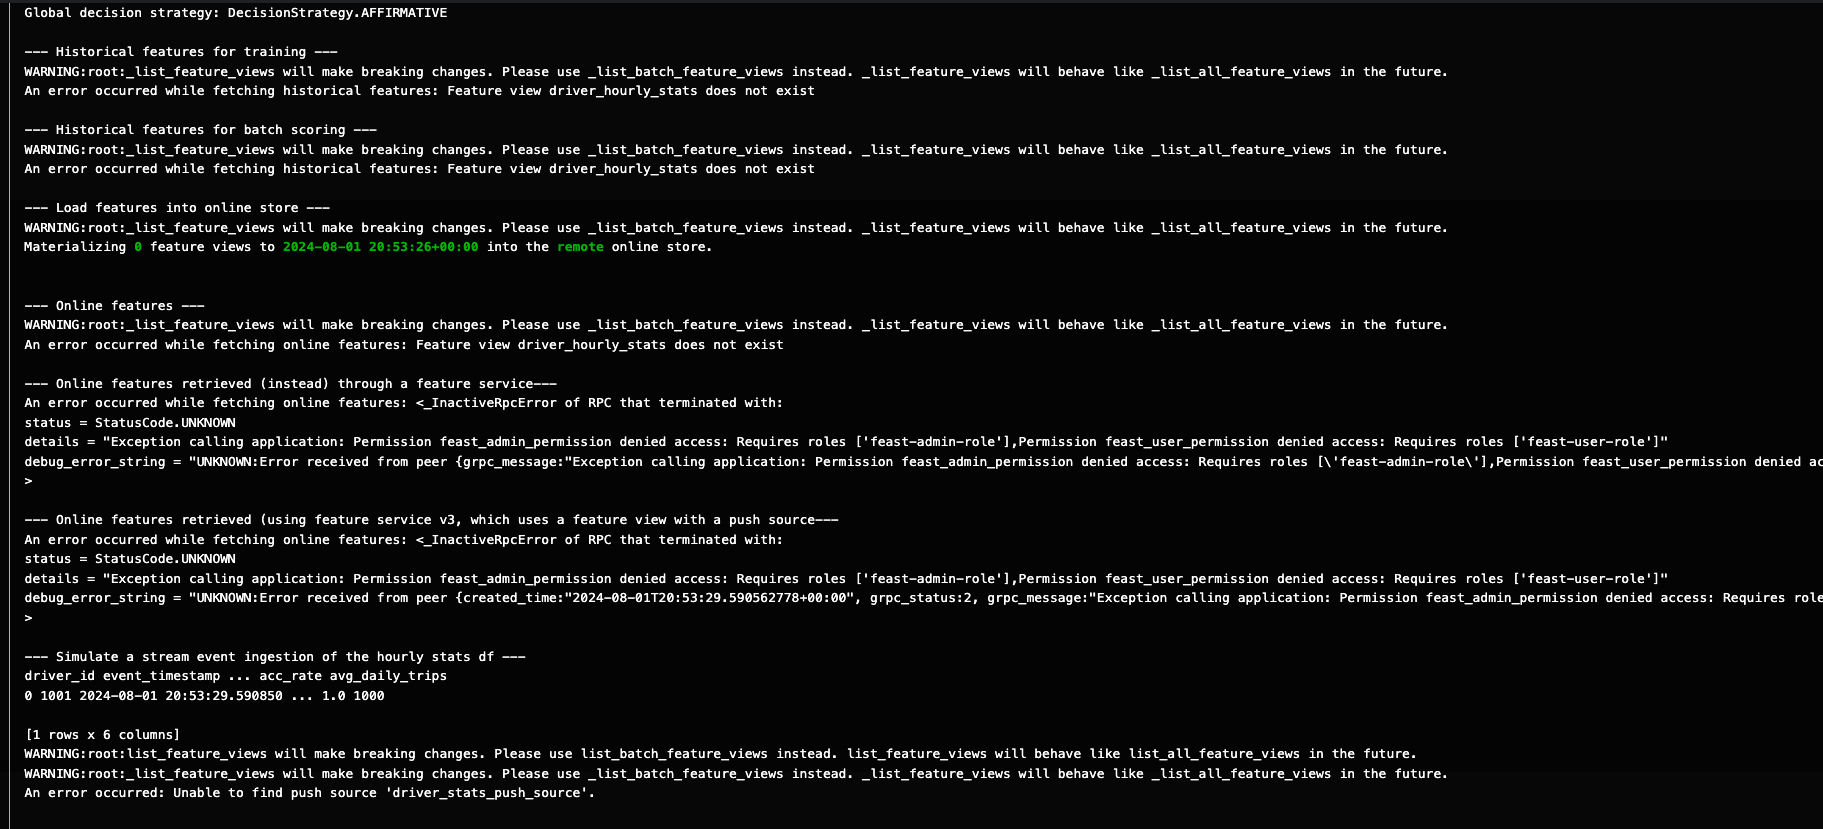 Global decision strategy: DecisionStrategy.AFFIRMATIVE
--- Historical features for training ---
WARNING:root:_list_feature_views will make breaking changes. Please use _list_batch_feature_views instead. _list_feature_views will behave like _list_all_feature_views in the future.
An error occurred while fetching historical features: Feature view driver_hourly_stats does not exist
--- Historical features for batch scoring ---
WARNING:root:_list_feature_views will make breaking changes. Please use _list_batch_feature_views instead. _list_feature_views will behave like _list_all_feature_views in the future.
An error occurred while fetching historical features: Feature view driver_hourly_stats does not exist
--- Load features into online store ---
WARNING:root:_list_feature_views will make breaking changes. Please use _list_batch_feature_views instead. _list_feature_views will behave like _list_all_feature_views in the future.
Materializing 0 feature views to 2024-08-01 20:53:26+00:00 into the remote online store.
--- Online features ---
WARNING:root:_list_feature_views will make breaking changes. Please use _list_batch_feature_views instead. _list_feature_views will behave like _list_all_feature_views in the future.
An error occurred while fetching online features: Feature view driver_hourly_stats does not exist
--- Online features retrieved (instead) through a feature service---
An error occurred while fetching online features: <_InactiveRpcError of RPC that terminated with:
status = StatusCode.UNKNOWN
details = "Exception calling application: Permission feast_admin_permission denied access: Requires roles ['feast-admin-role'],Permission feast_user_permission denied access: Requires roles ['feast-user-role']"
debug_error_string = "UNKNOWN:Error received from peer {grpc_message:"Exception calling application: Permission feast_admin_permission denied access: Requires roles [\'feast-admin-role\'],Permission feast_user_permission denied ac
>
--- Online features retrieved (using feature service v3, which uses a feature view with a push source---
An error occurred while fetching online features: <_InactiveRpcError of RPC that terminated with:
status = StatusCode.UNKNOWN
details = "Exception calling application: Permission feast_admin_permission denied access: Requires roles ['feast-admin-role'],Permission feast_user_permission denied access: Requires roles ['feast-user-role']"
debug_error_string = "UNKNOWN:Error received from peer {created_time:"2024-08-01T20:53:29.590562778+00:00", grpc_status:2, grpc_message:"Exception calling application: Permission feast_admin_permission denied access: Requires role
>
--- Simulate a stream event ingestion of the hourly stats df ---
driver_id event_timestamp ... acc_rate avg_daily_trips
0 1001 2024-08-01 20:53:29.590850 ... 1.0 1000
[1 rows x 6 columns]
WARNING:root:list_feature_views will make breaking changes. Please use list_batch_feature_views instead. list_feature_views will behave like list_all_feature_views in the future.
WARNING:root:_list_feature_views will make breaking changes. Please use _list_batch_feature_views instead. _list_feature_views will behave like _list_all_feature_views in the future.
An error occurred: Unable to find push source 'driver_stats_push_source'.